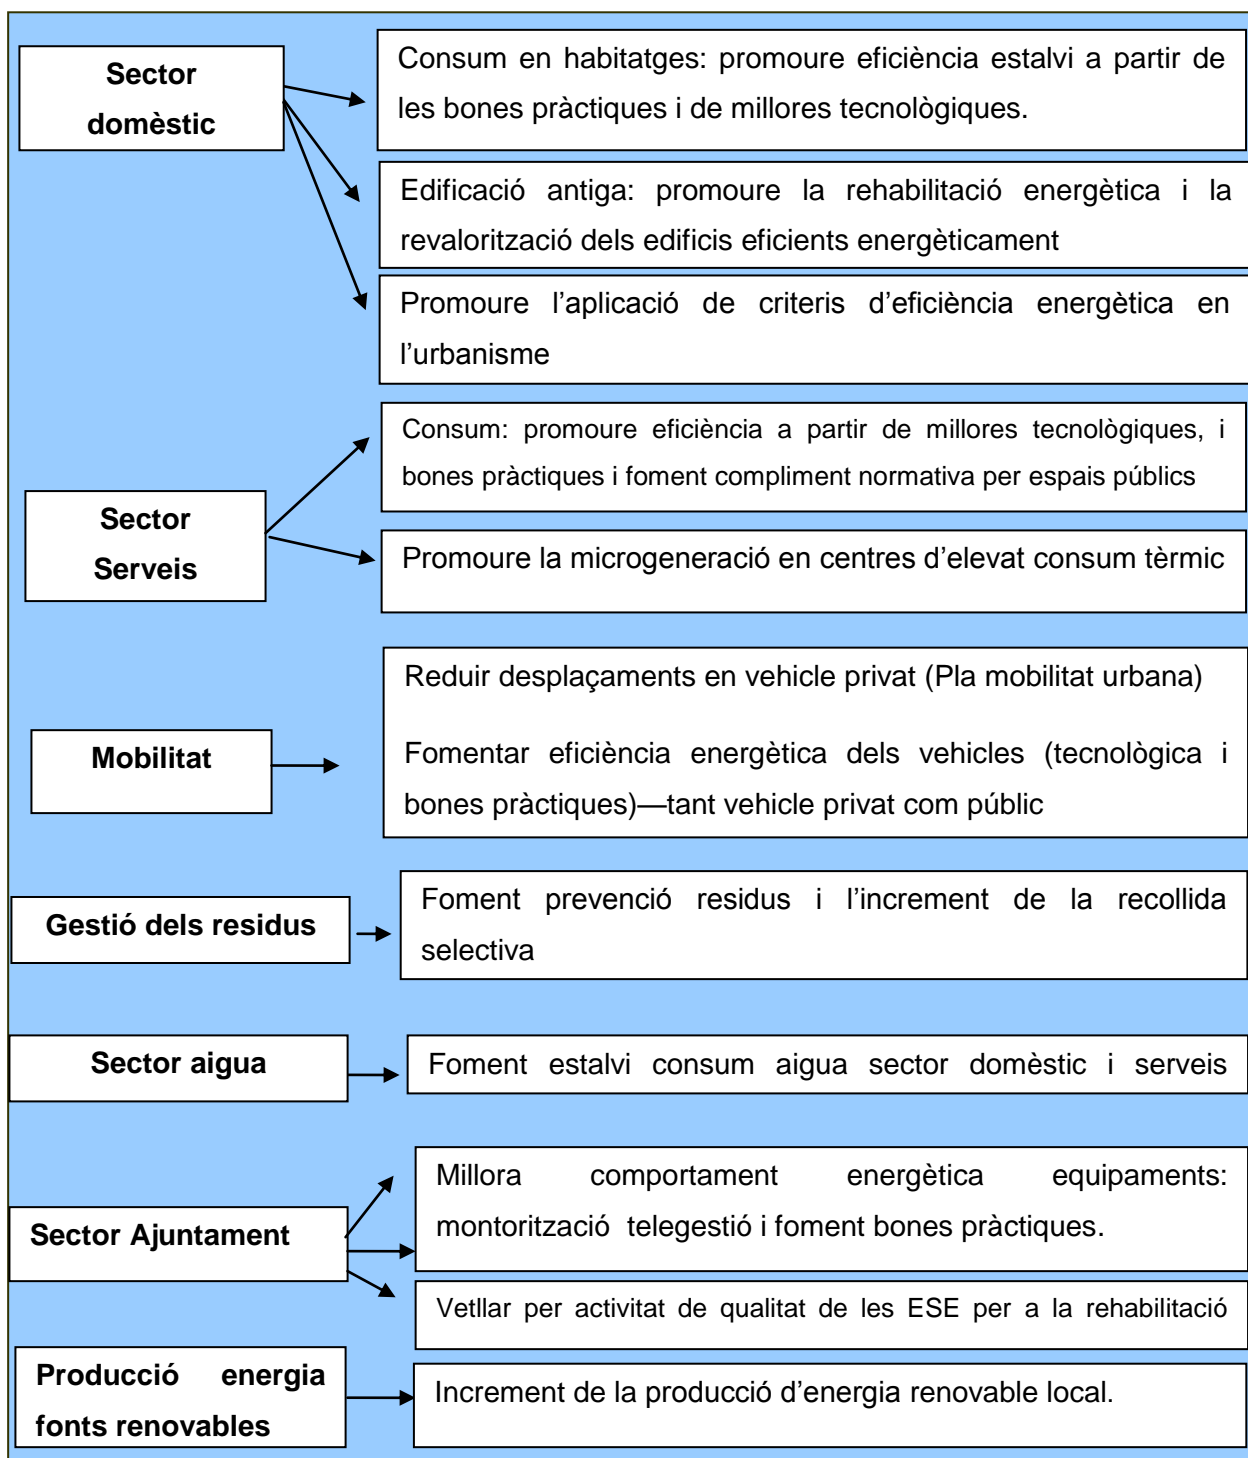 Sector
domèstic
Consum en habitatges: promoure eficiència estalvi a partir de
les bones pràctiques i de millores tecnològiques.
Edificació antiga: promoure la rehabilitació energètica i la
revalorització dels edificis eficients energèticament
Promoure l’aplicació de criteris d’eficiència energètica en
l’urbanisme
Sector
Serveis
Consum: promoure eficiència a partir de millores tecnològiques, i
bones pràctiques i foment compliment normativa per espais públics
Promoure la microgeneració en centres d’elevat consum tèrmic
Mobilitat
Reduir desplaçaments en vehicle privat (Pla mobilitat urbana)
Fomentar eficiència energètica dels vehicles (tecnològica i
bones pràctiques)—tant vehicle privat com públic
Gestió dels residus
Foment prevenció residus i l’increment de la recollida
selectiva
Sector aigua
Foment estalvi consum aigua sector domèstic i serveis
Sector Ajuntament
Millora comportament energètica equipaments:
montorització telegestió i foment bones pràctiques.
Vetllar per activitat de qualitat de les ESE per a la rehabilitació
Producció energia
fonts renovables
Increment de la producció d’energia renovable local.